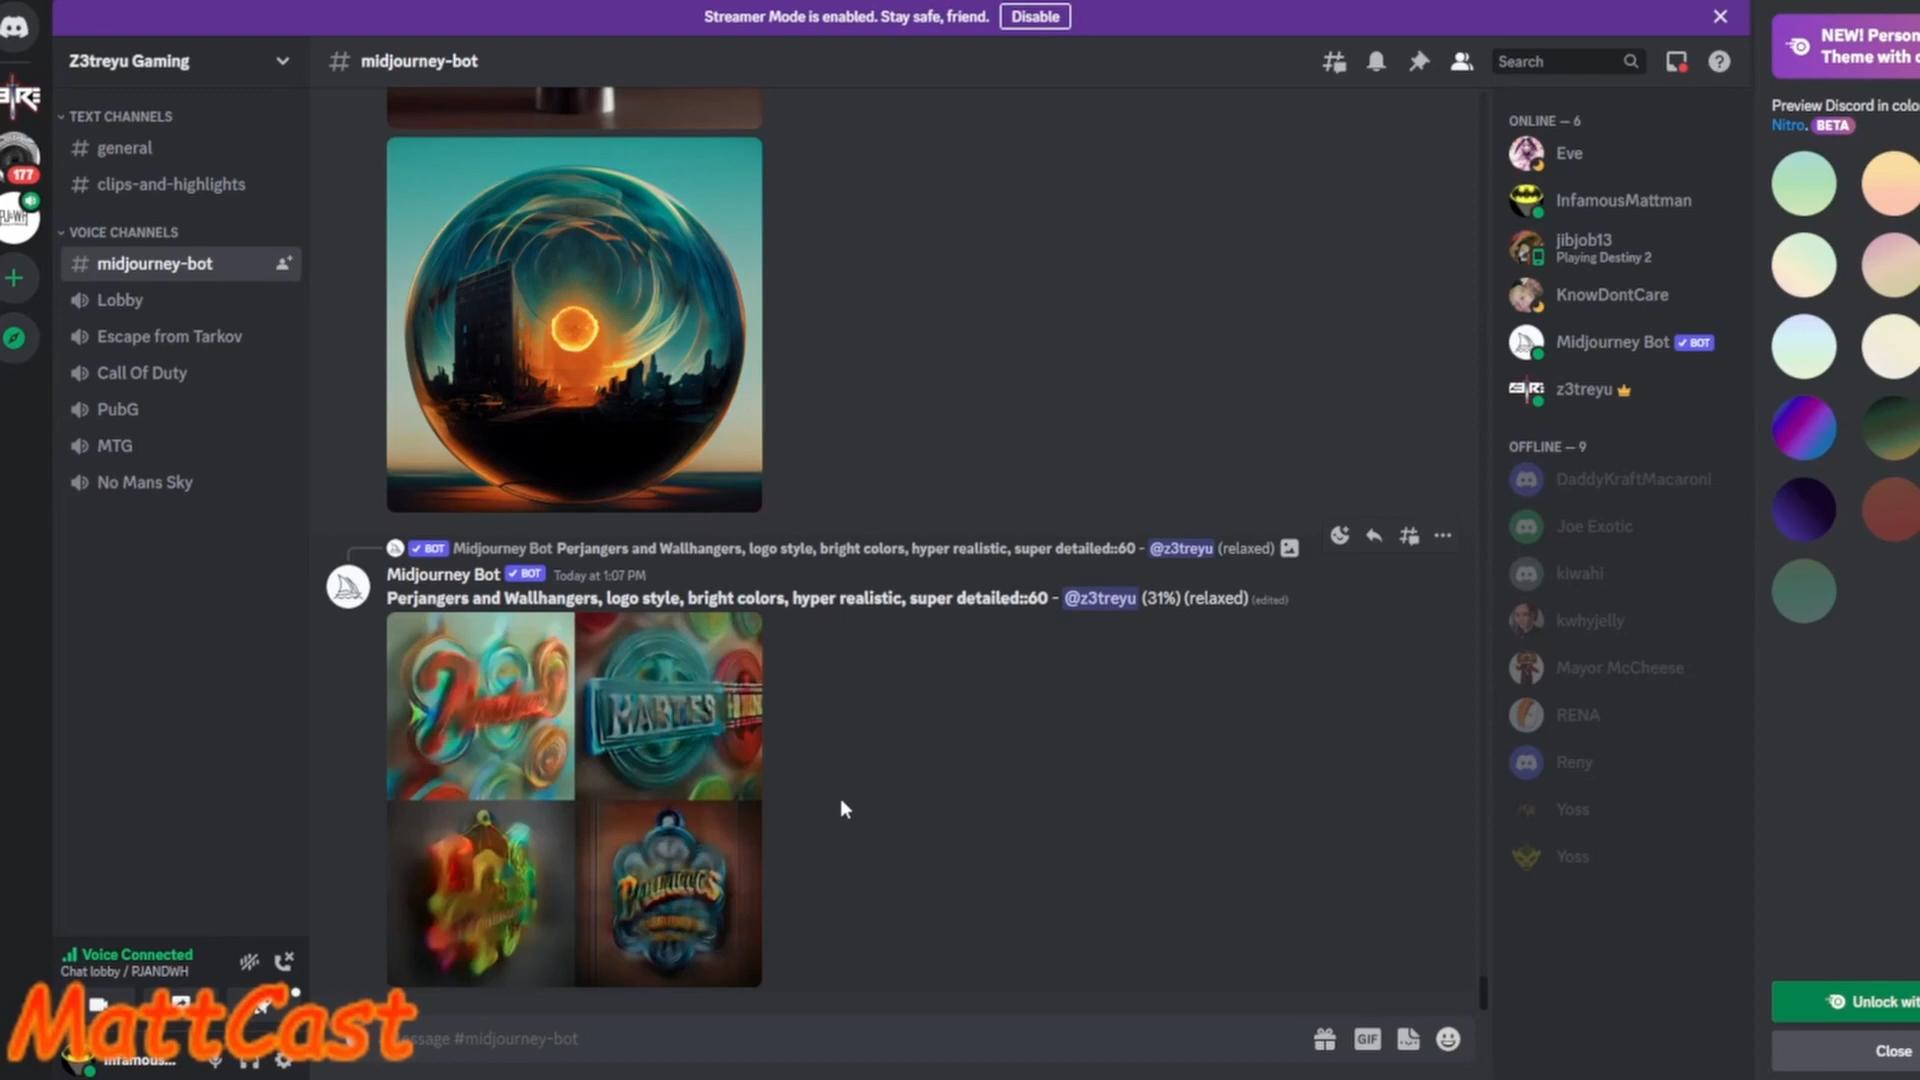 Streamer Mode is enabled. Stay safe, friend.
Disable
Z3treyu Gaming
midjourney-bot
Search
NEW! Person
Theme with c
Preview Discord in colo
Nitro. BETA
177
TEXT CHANNELS
general
clips-and-highlights
VOICE CHANNELS
midjourney-bot
Lobby
Escape from Tarkov
Call Of Duty
PubG
MTG
No Mans Sky
BOT Midjourney Bot Perjangers and Wallhangers, logo style, bright colors, hyper realistic, super detailed::60 - @z3treyu (relaxed)
Midjourney Bot BOT Today at 1:07 PM
Perjangers and Wallhangers, logo style, bright colors, hyper realistic, super detailed::60 - @z3treyu (31%) (relaxed) (edited)
MARTES
ONLINE — 6
Eve
InfamousMattman
jibjob13
Playing Destiny 2
KnowDontCare
Midjourney Bot BOT
z3treyu
OFFLINE — 9
DaddyKraftMacaroni
Joe Exotic
kiwahi
kwhyjelly
Mayor McCheese
RENA
Reny
Yoss
Yoss
Voice Connected
Chat lobby / PJANDWH
MattCast
Infamous...
essage #midjourney-bot
GIF
Unlock wit
Close